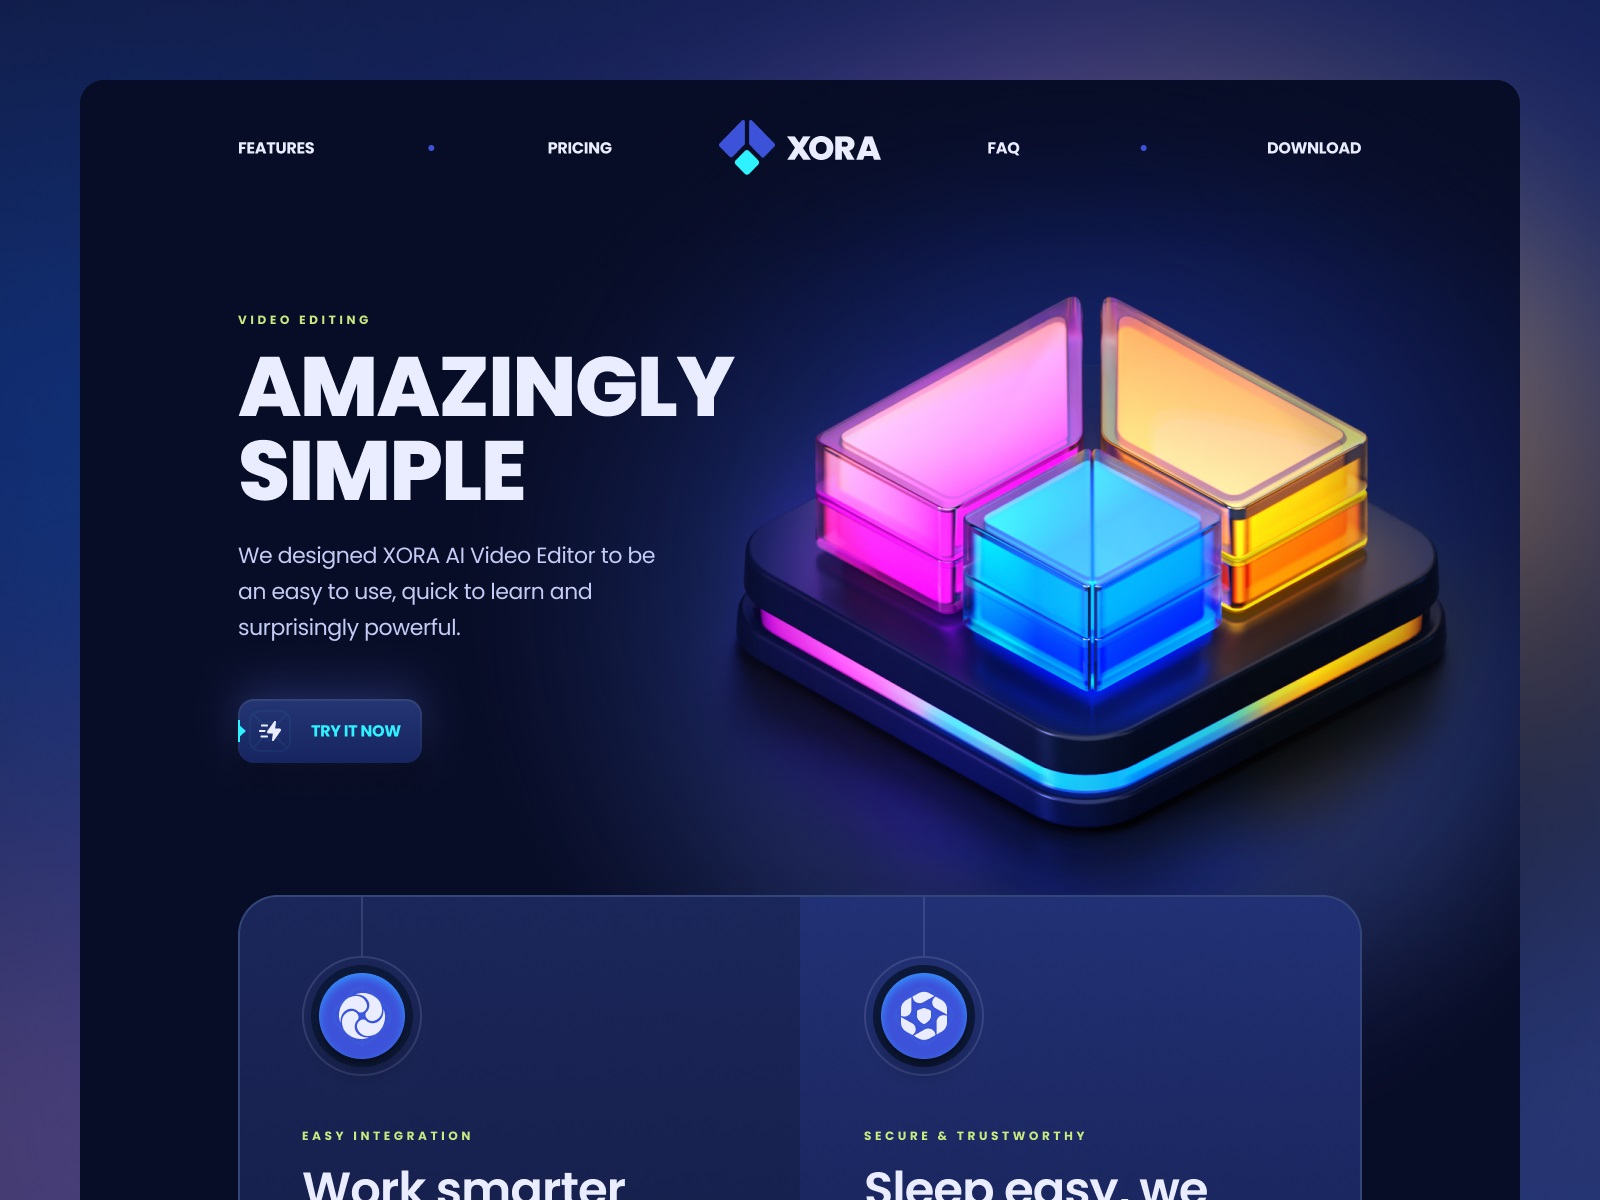 FEATURES
PRICING
XORA
FAQ
DOWNLOAD
VIDEO EDITING
AMAZINGLY
SIMPLE
We designed XORA AI Video Editor to be
an easy to use, quick to learn and
surprisingly powerful.
TRY IT NOW
EASY INTEGRATION
Work smarter
SECURE & TRUSTWORTHY
Sleep easy, we